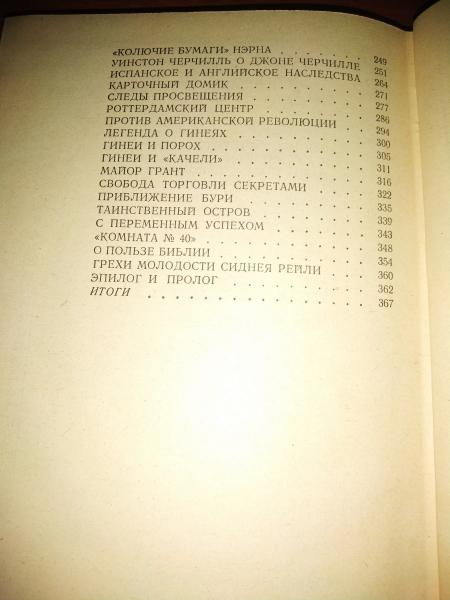 «КОЛЮЧИЕ БУМАГИ» НЭРНА . . . . . . 249
УИНСТОН ЧЕРЧИЛЛЬ О ДЖОНЕ ЧЕРЧИЛЛЕ 251
ИСПАНСКОЕ И АНГЛИЙСКОЕ НАСЛЕДСТВА 264
КАРТОЧНЫЙ ДОМИК . . . . . . . . . 271
СЛЕДЫ ПРОСВЕЩЕНИЯ . . . . . . . . 277
РОТТЕРДАМСКИЙ ЦЕНТР . . . . . . . 286
ПРОТИВ АМЕРИКАНСКОЙ РЕВОЛЮЦИИ . . 294
ЛЕГЕНДА О ГИНЕЯХ . . . . . . . . . 300
ГИНЕИ И ПОРОХ . . . . . . . . . . 305
ГИНЕИ И «КАЧЕЛИ» . . . . . . . . . 311
МАЙОР ГРАНТ . . . . . . . . . . . 316
СВОБОДА ТОРГОВЛИ СЕКРЕТАМИ . . . . 322
ПРИБЛИЖЕНИЕ БУРИ . . . . . . . . . 335
ТАИНСТВЕННЫЙ ОСТРОВ . . . . . . . 339
С ПЕРЕМЕННЫМ УСПЕХОМ . . . . . . . 343
«КОМНАТА № 40» . . . . . . . . . . 348
О ПОЛЬЗЕ БИБЛИИ . . . . . . . . . 354
ГРЕХИ МОЛОДОСТИ СИДНЕЯ РЕЙЛИ . . . 360
ЭПИЛОГ И ПРОЛОГ . . . . . . . . . 362
ИТОГИ . . . . . . . . . . . . . . 367